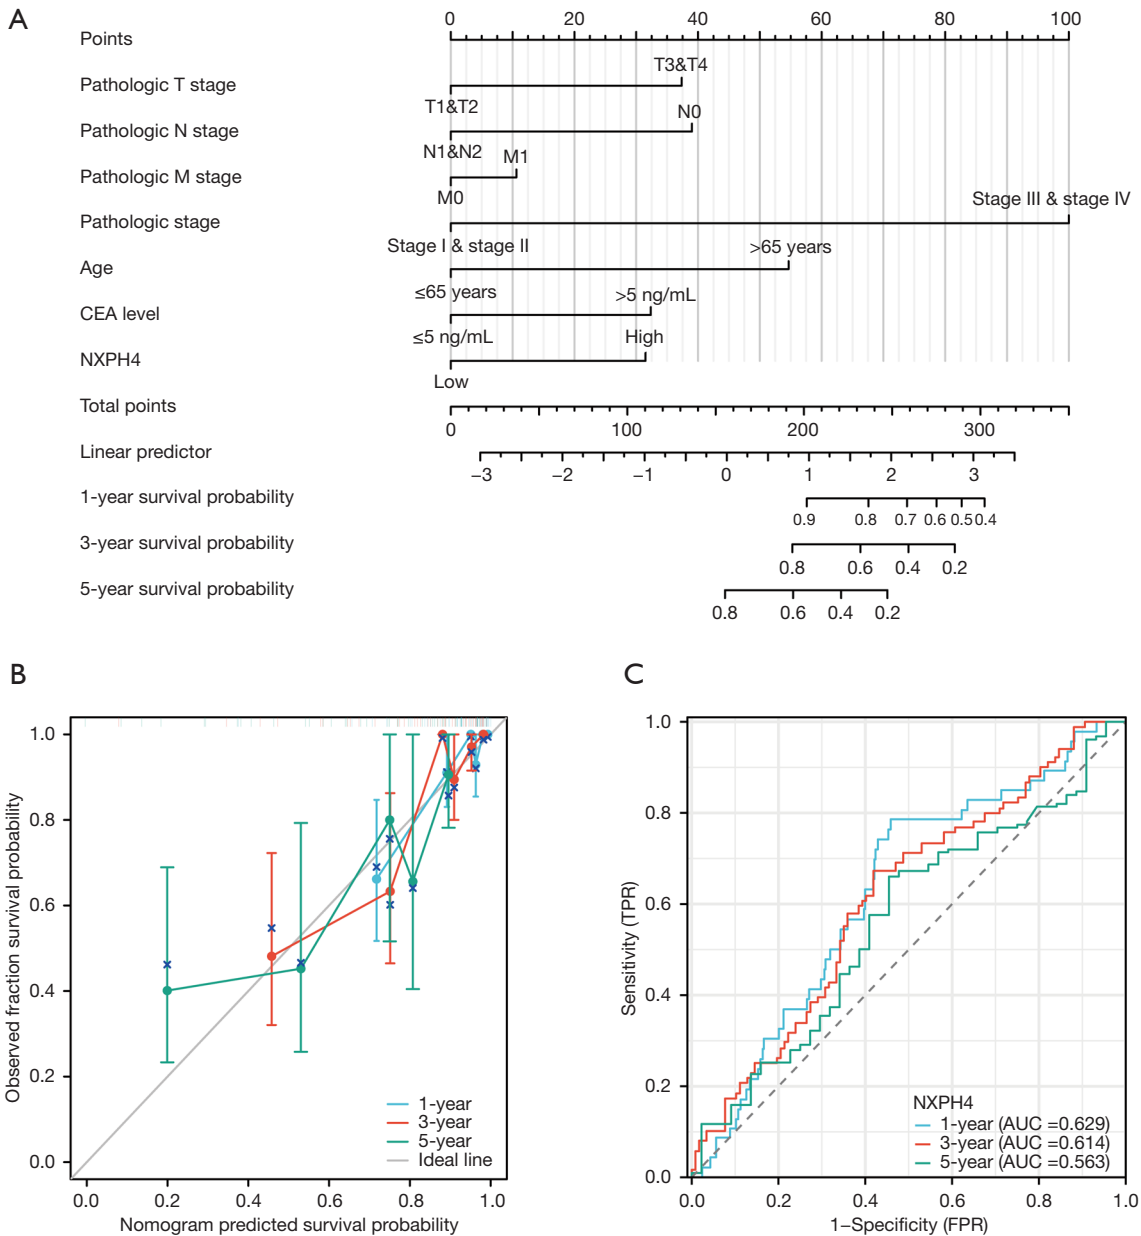 A
0 20 40 60 80 100
Points
T3&T4
Pathologic T stage
T1&T2
N0
Pathologic N stage
N1&N2
M1
Pathologic M stage
M0
Stage III & stage IV
Pathologic stage
Stage I & stage II
>65 years
Age
≤65 years
>5 ng/mL
CEA level
≤5 ng/mL
High
NXPH4
Low
Total points
0 100 200 300
Linear predictor
−3 −2 −1 0 1 2 3
1-year survival probability
0.9 0.8 0.7 0.6 0.5 0.4
3-year survival probability
0.8 0.6 0.4 0.2
5-year survival probability
0.8 0.6 0.4 0.2
B
Observed fraction survival probability
1.0
0.8
0.6
0.4
0.2
0.0
1-year
3-year
5-year
Ideal line
0.0 0.2 0.4 0.6 0.8 1.0
Nomogram predicted survival probability
C
Sensitivity (TPR)
1.0
0.8
0.6
0.4
0.2
0.0
NXPH4
1-year (AUC =0.629)
3-year (AUC =0.614)
5-year (AUC =0.563)
0.0 0.2 0.4 0.6 0.8 1.0
1−Specificity (FPR)